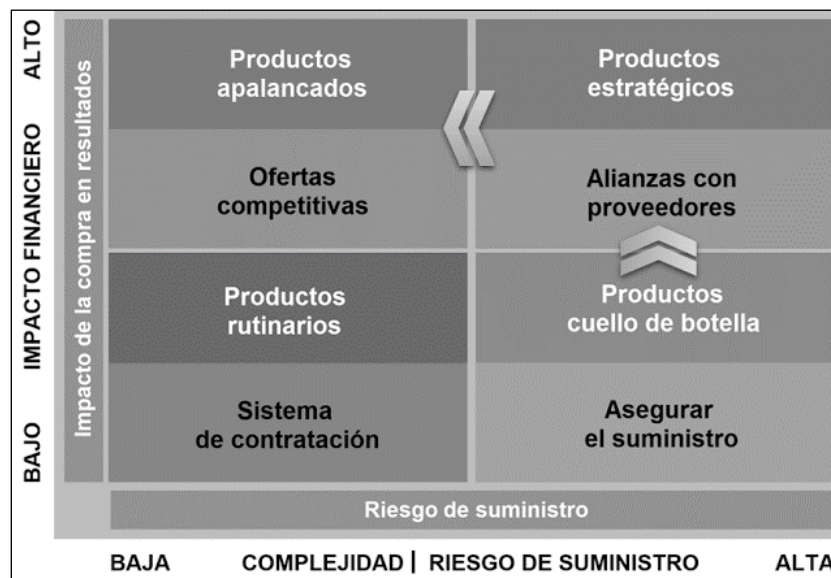 ALTO
IMPACTO FINANCIERO
BAJO
Impacto de la compra en resultados
Productos
apalancados
Ofertas
competitivas
Productos
estratégicos
Alianzas con
proveedores
Productos
rutinarios
Sistema
de contratación
Productos
cuello de botella
Asegurar
el suministro
Riesgo de suministro
BAJA COMPLEJIDAD | RIESGO DE SUMINISTRO ALTA